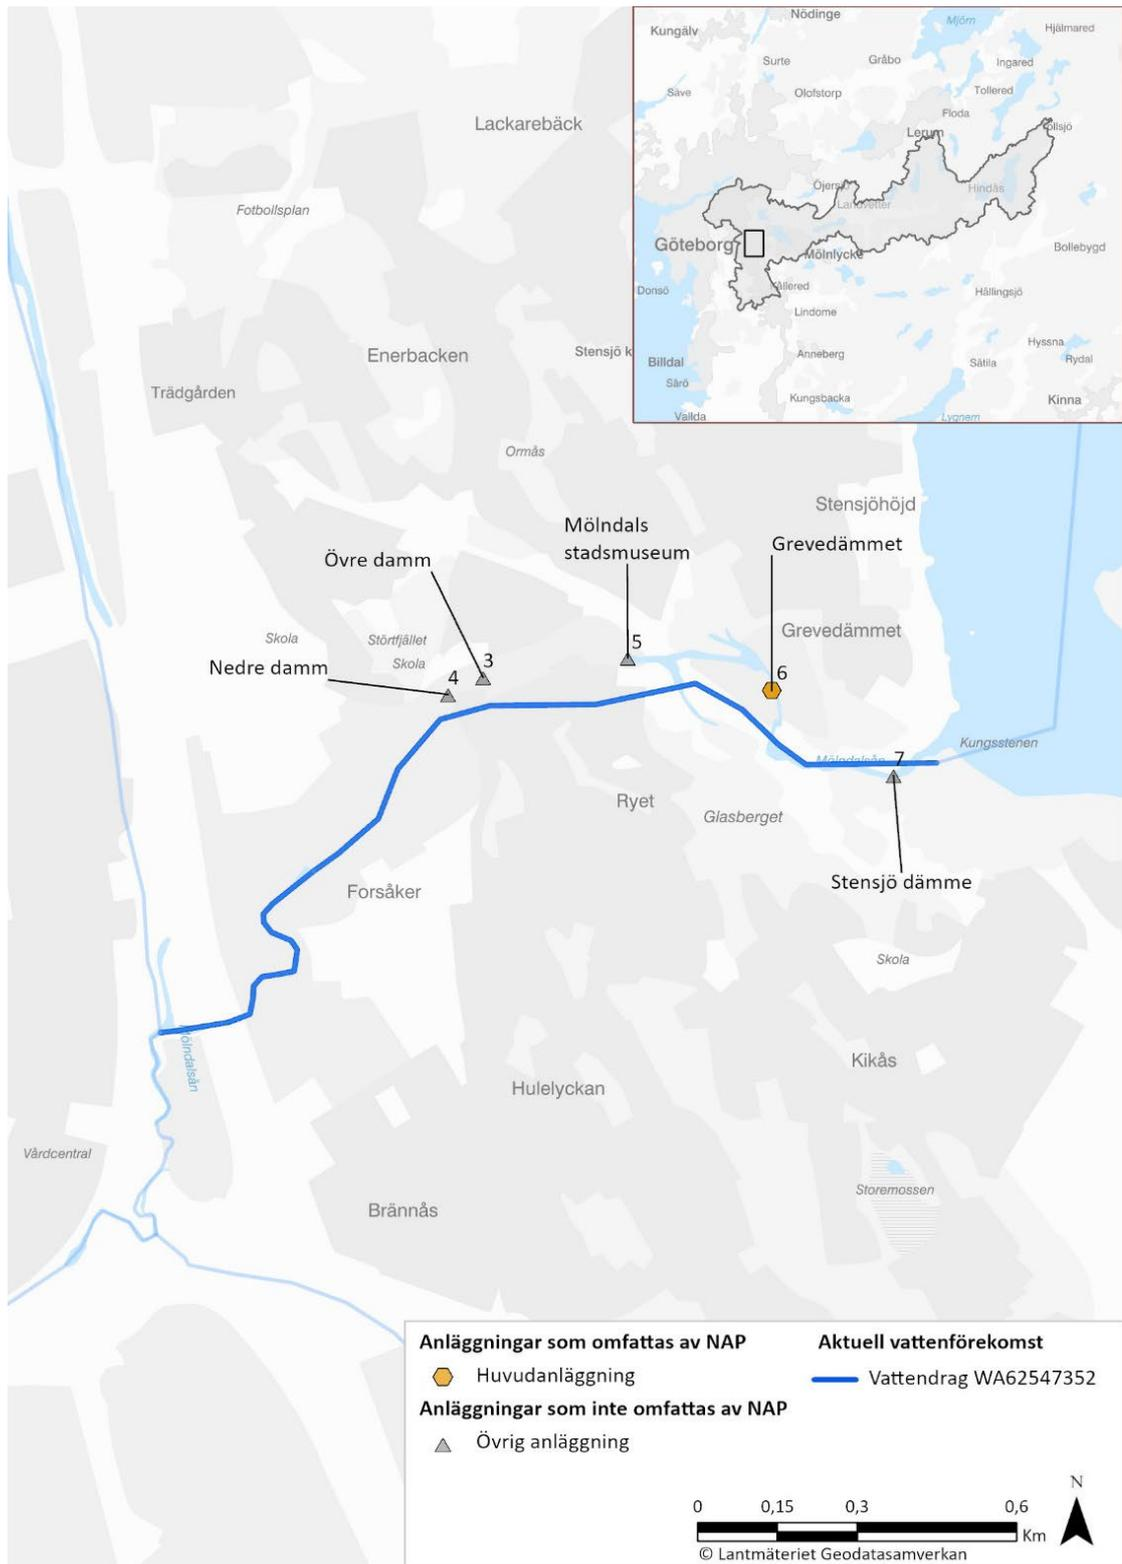 Nödinge
Mjörn
Kungälv
Hjälmared
Surte
Gråbo
Ingared
Säve
Olofstorp
Tollered
Floda
Lackarebäck
Lerum
Öjersjö
Hindås
Landvetter
Fotbollsplan
Göteborg
Mölnlycke
Bollebygd
Donsö
Kållered
Hällingsjö
Lindome
Hyssna
Enerbacken
Stensjö k
Billdal
Anneberg
Sätila
Rydal
Särö
Trädgården
Kungsbacka
Kinna
Vallda
Lygnern
Ormås
Stensjöhöjd
Mölndals
stadsmuseum
Grevedämmet
Övre damm
Skola
Störtfjället
Skola
Grevedämmet
5
Nedre damm
4
3
6
Kungsstenen
Mölndalsån
7
Ryet
Glasberget
Stensjö dämme
Forsåker
Skola
Mölndalsån
Kikås
Hulelyckan
Vårdcentral
Storemossen
Brännås
Anläggningar som omfattas av NAP
Huvudanläggning
Anläggningar som inte omfattas av NAP
Övrig anläggning
Aktuell vattenförekomst
Vattendrag WA62547352
N
0 0,15 0,3 0,6
Km
© Lantmäteriet Geodatasamverkan